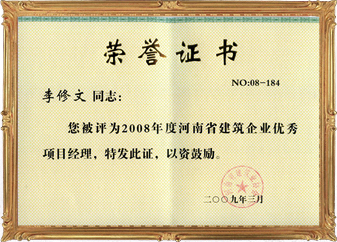 荣誉证书
NO:08-184
李修文 同志：
您被评为2008年度河南省建筑企业优秀
项目经理，特发此证，以资鼓励。
二〇〇九年三月